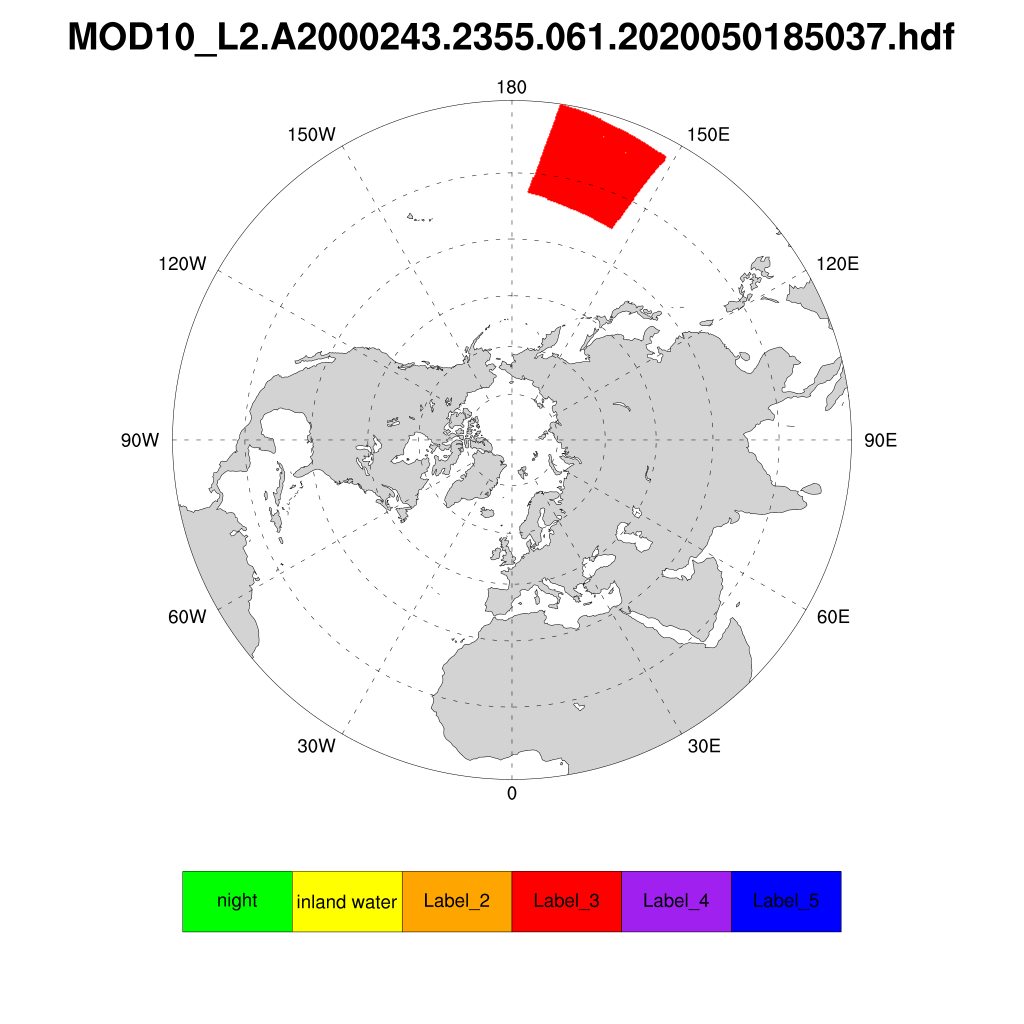 MOD10_L2.A2000243.2355.061.2020050185037.hdf
180
150W
150E
120W
120E
90W
90E
60W
60E
30W
30E
0
night
inland water
Label_2
Label_3
Label_4
Label_5